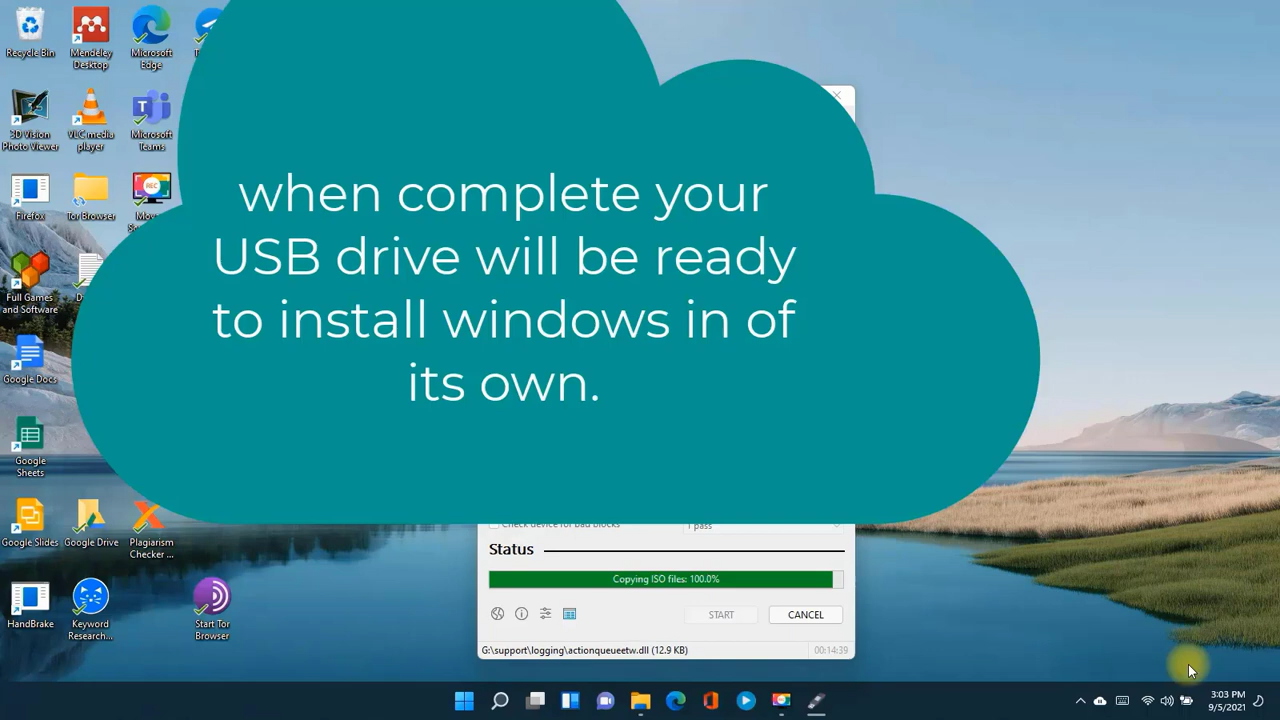 Recycle Bin
Mendeley
Desktop
Microsoft
Edge
when complete your
USB drive will be ready
to install windows in of
its own.
3D Vision
Photo Viewer
VLC media
player
Microsoft
Teams
Firefox
Tor Browser
REC
Mov
Full Games
and Software
Google Docs
Google
Sheets
Google Slides
Google Drive
Plagiarism
Checker ...
HandBrake
Keyword
Research...
Start Tor
Browser
Check device for bad blocks
1 pass
Status
Copying ISO files: 100.0%
START
CANCEL
G:\support\logging\actionqueueetw.dll (12.9 KB)
00:14:39
3:03 PM
9/5/2021